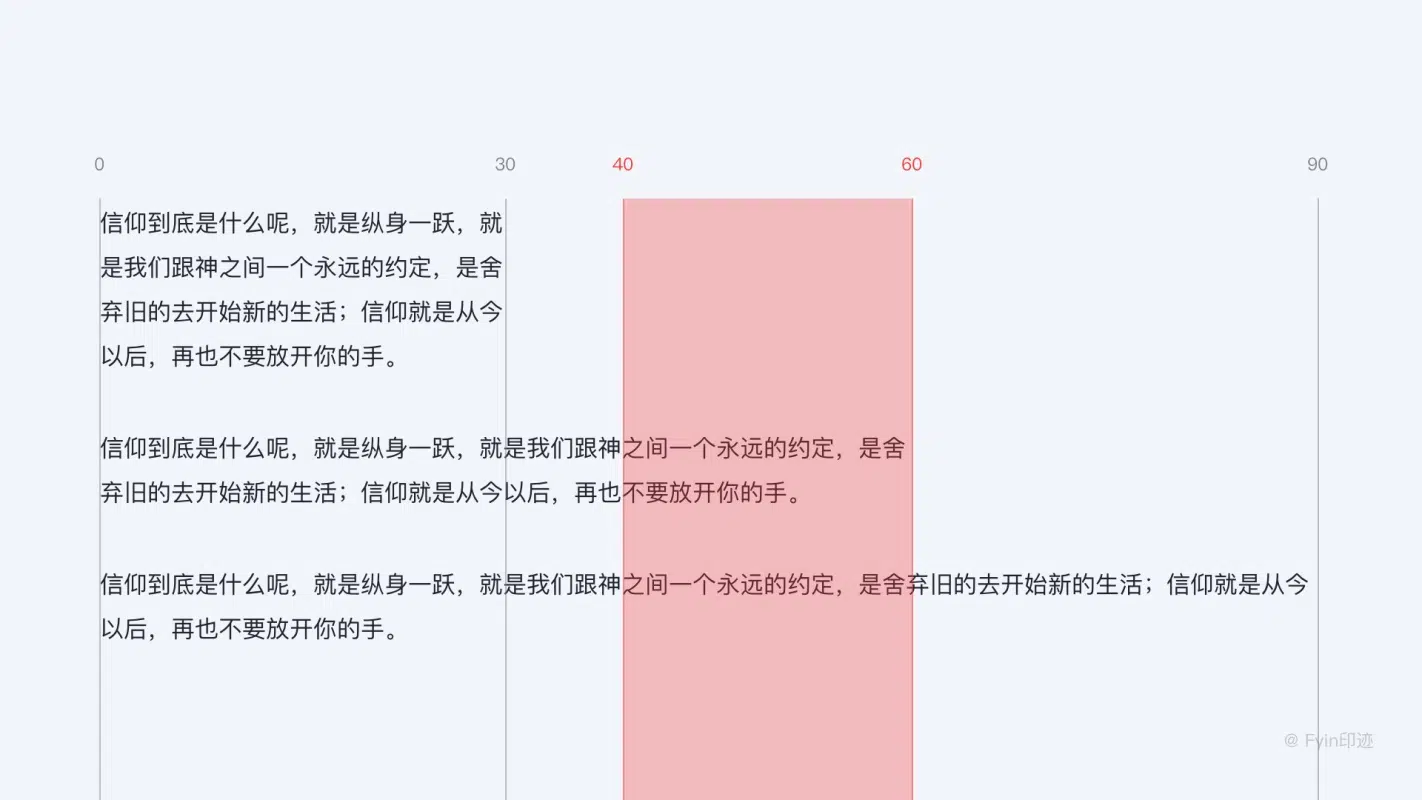 0 30 40 60 90
信仰到底是什么呢，就是纵身一跃，就
是我们跟神之间一个永远的约定，是舍
弃旧的去开始新的生活；信仰就是从今
以后，再也不要放开你的手。
信仰到底是什么呢，就是纵身一跃，就是我们跟神之间一个永远的约定，是舍
弃旧的去开始新的生活；信仰就是从今以后，再也不要放开你的手。
信仰到底是什么呢，就是纵身一跃，就是我们跟神之间一个永远的约定，是舍弃旧的去开始新的生活；信仰就是从今
以后，再也不要放开你的手。
@ Fyin印迹